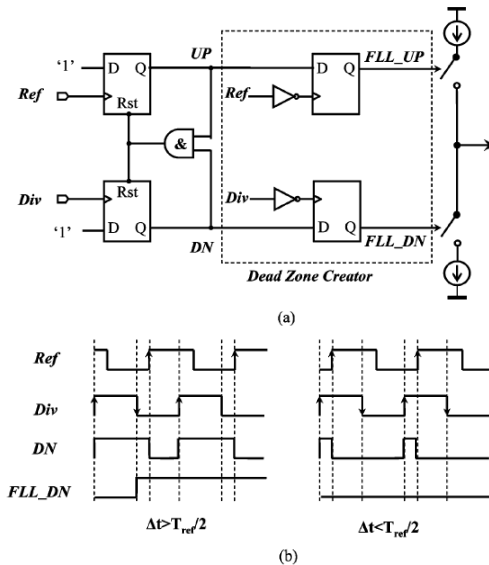 UP
FLL_UP
'1'
D Q
D Q
Ref
Ref
Rst
&
Rst
Div
Div
'1'
D Q
D Q
DN
FLL_DN
Dead Zone Creator
(a)
Ref
Div
DN
FLL_DN
Δt>Tref/2
Δt<Tref/2
(b)